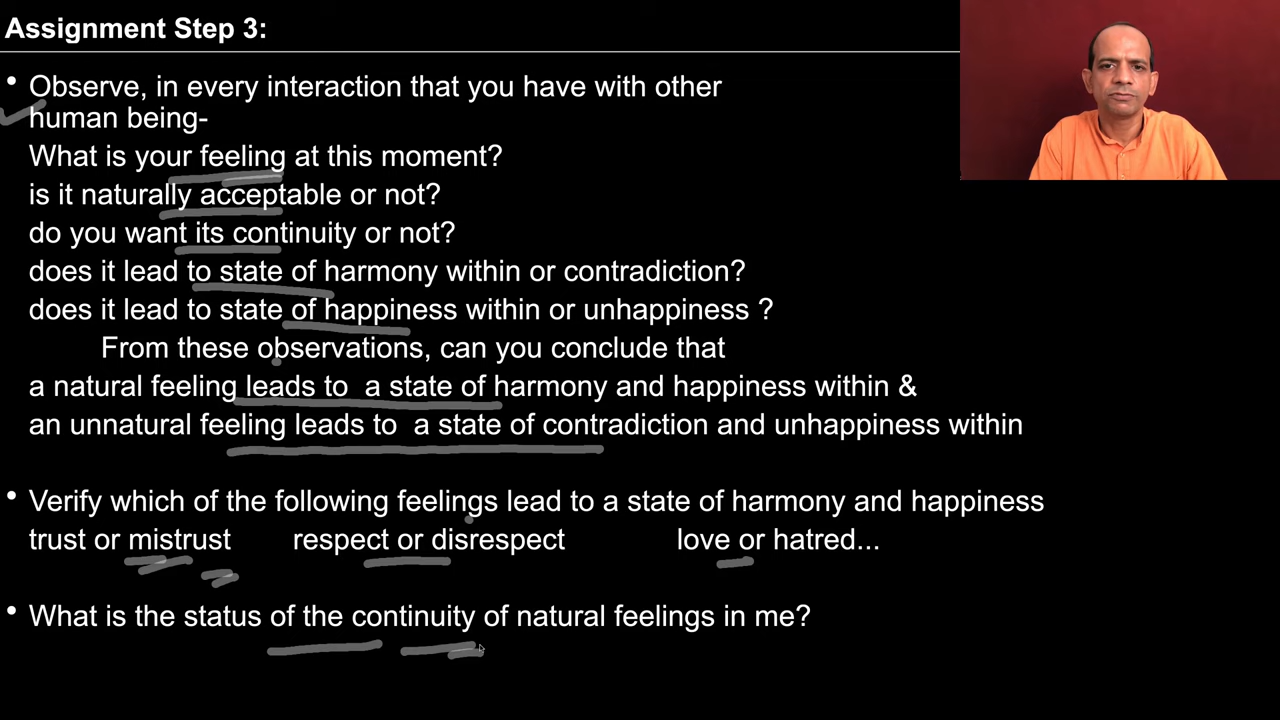 Assignment Step 3:
• Observe, in every interaction that you have with other
human being-
What is your feeling at this moment?
is it naturally acceptable or not?
do you want its continuity or not?
does it lead to state of harmony within or contradiction?
does it lead to state of happiness within or unhappiness ?
From these observations, can you conclude that
a natural feeling leads to a state of harmony and happiness within &
an unnatural feeling leads to a state of contradiction and unhappiness within
• Verify which of the following feelings lead to a state of harmony and happiness
trust or mistrust respect or disrespect love or hatred...
• What is the status of the continuity of natural feelings in me?